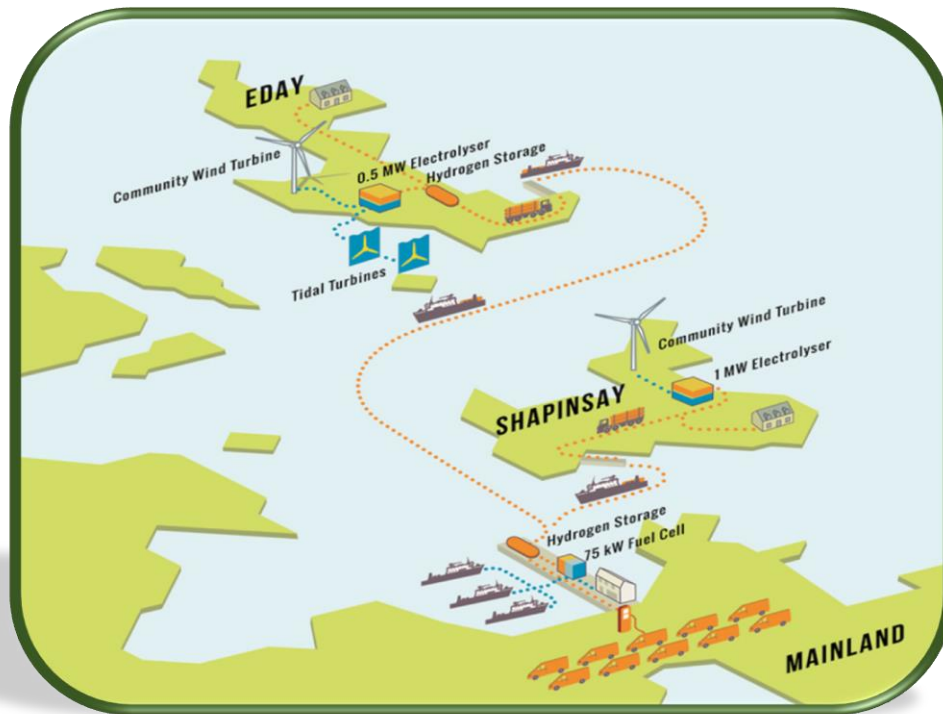 EDAY
Community Wind Turbine
0.5 MW Electrolyser
Hydrogen Storage
Tidal Turbines
Community Wind Turbine
1 MW Electrolyser
SHAPINSAY
Hydrogen Storage
75 kW Fuel Cell
MAINLAND